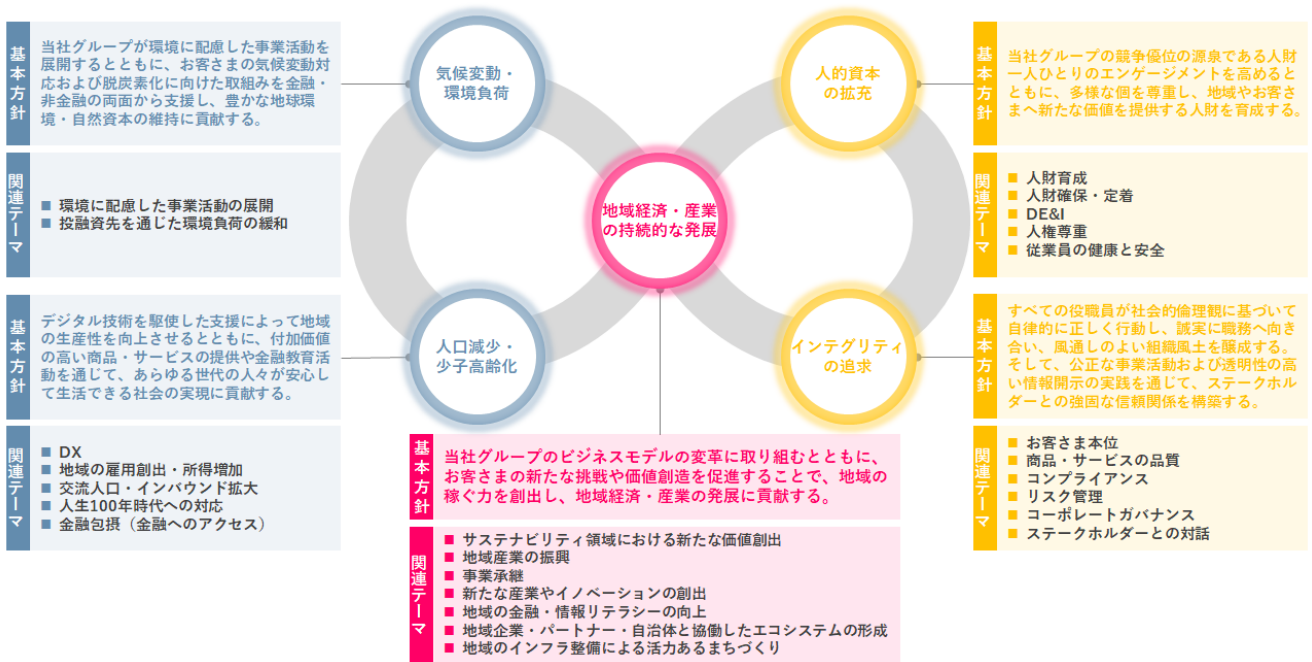 基本方針
当社グループが環境に配慮した事業活動を
展開するとともに、お客さまの気候変動対
応および脱炭素化に向けた取組みを金融・
非金融の両面から支援し、豊かな地球環
境・自然資本の維持に貢献する。
関連テーマ
■ 環境に配慮した事業活動の展開
■ 投融資先を通じた環境負荷の緩和
気候変動・
環境負荷
基本方針
デジタル技術を駆使した支援によって地域
の生産性を向上させるとともに、付加価値
の高い商品・サービスの提供や金融教育活
動を通じて、あらゆる世代の人々が安心し
て生活できる社会の実現に貢献する。
関連テーマ
■ DX
■ 地域の雇用創出・所得増加
■ 交流人口・インバウンド拡大
■ 人生100年時代への対応
■ 金融包摂（金融へのアクセス）
人口減少・
少子高齢化
地域経済・産業
の持続的な発展
基本方針
当社グループのビジネスモデルの変革に取り組むとともに、
お客さまの新たな挑戦や価値創造を促進することで、地域の
稼ぐ力を創出し、地域経済・産業の発展に貢献する。
関連テーマ
■ サステナビリティ領域における新たな価値創出
■ 地域産業の振興
■ 事業承継
■ 新たな産業やイノベーションの創出
■ 地域の金融・情報リテラシーの向上
■ 地域企業・パートナー・自治体と協働したエコシステムの形成
■ 地域のインフラ整備による活力あるまちづくり
人的資本
の拡充
基本方針
当社グループの競争優位の源泉である人財
一人ひとりのエンゲージメントを高めると
ともに、多様な個を尊重し、地域やお客さ
まへ新たな価値を提供する人財を育成する。
関連テーマ
■ 人財育成
■ 人財確保・定着
■ DE&I
■ 人権尊重
■ 従業員の健康と安全
インテグリティ
の追求
基本方針
すべての役職員が社会的倫理観に基づいて
自律的に正しく行動し、誠実に職務へ向き
合い、風通しのよい組織風土を醸成する。
そして、公正な事業活動および透明性の高
い情報開示の実践を通じて、ステークホル
ダーとの強固な信頼関係を構築する。
関連テーマ
■ お客さま本位
■ 商品・サービスの品質
■ コンプライアンス
■ リスク管理
■ コーポレートガバナンス
■ ステークホルダーとの対話